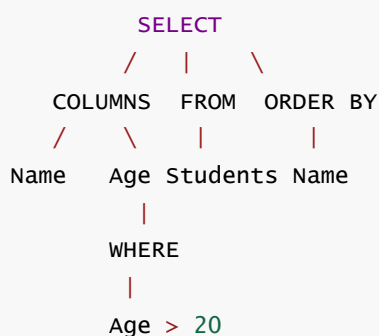 SELECT
/ | \
COLUMNS FROM ORDER BY
/ \ | |
Name Age Students Name
|
WHERE
|
Age > 20